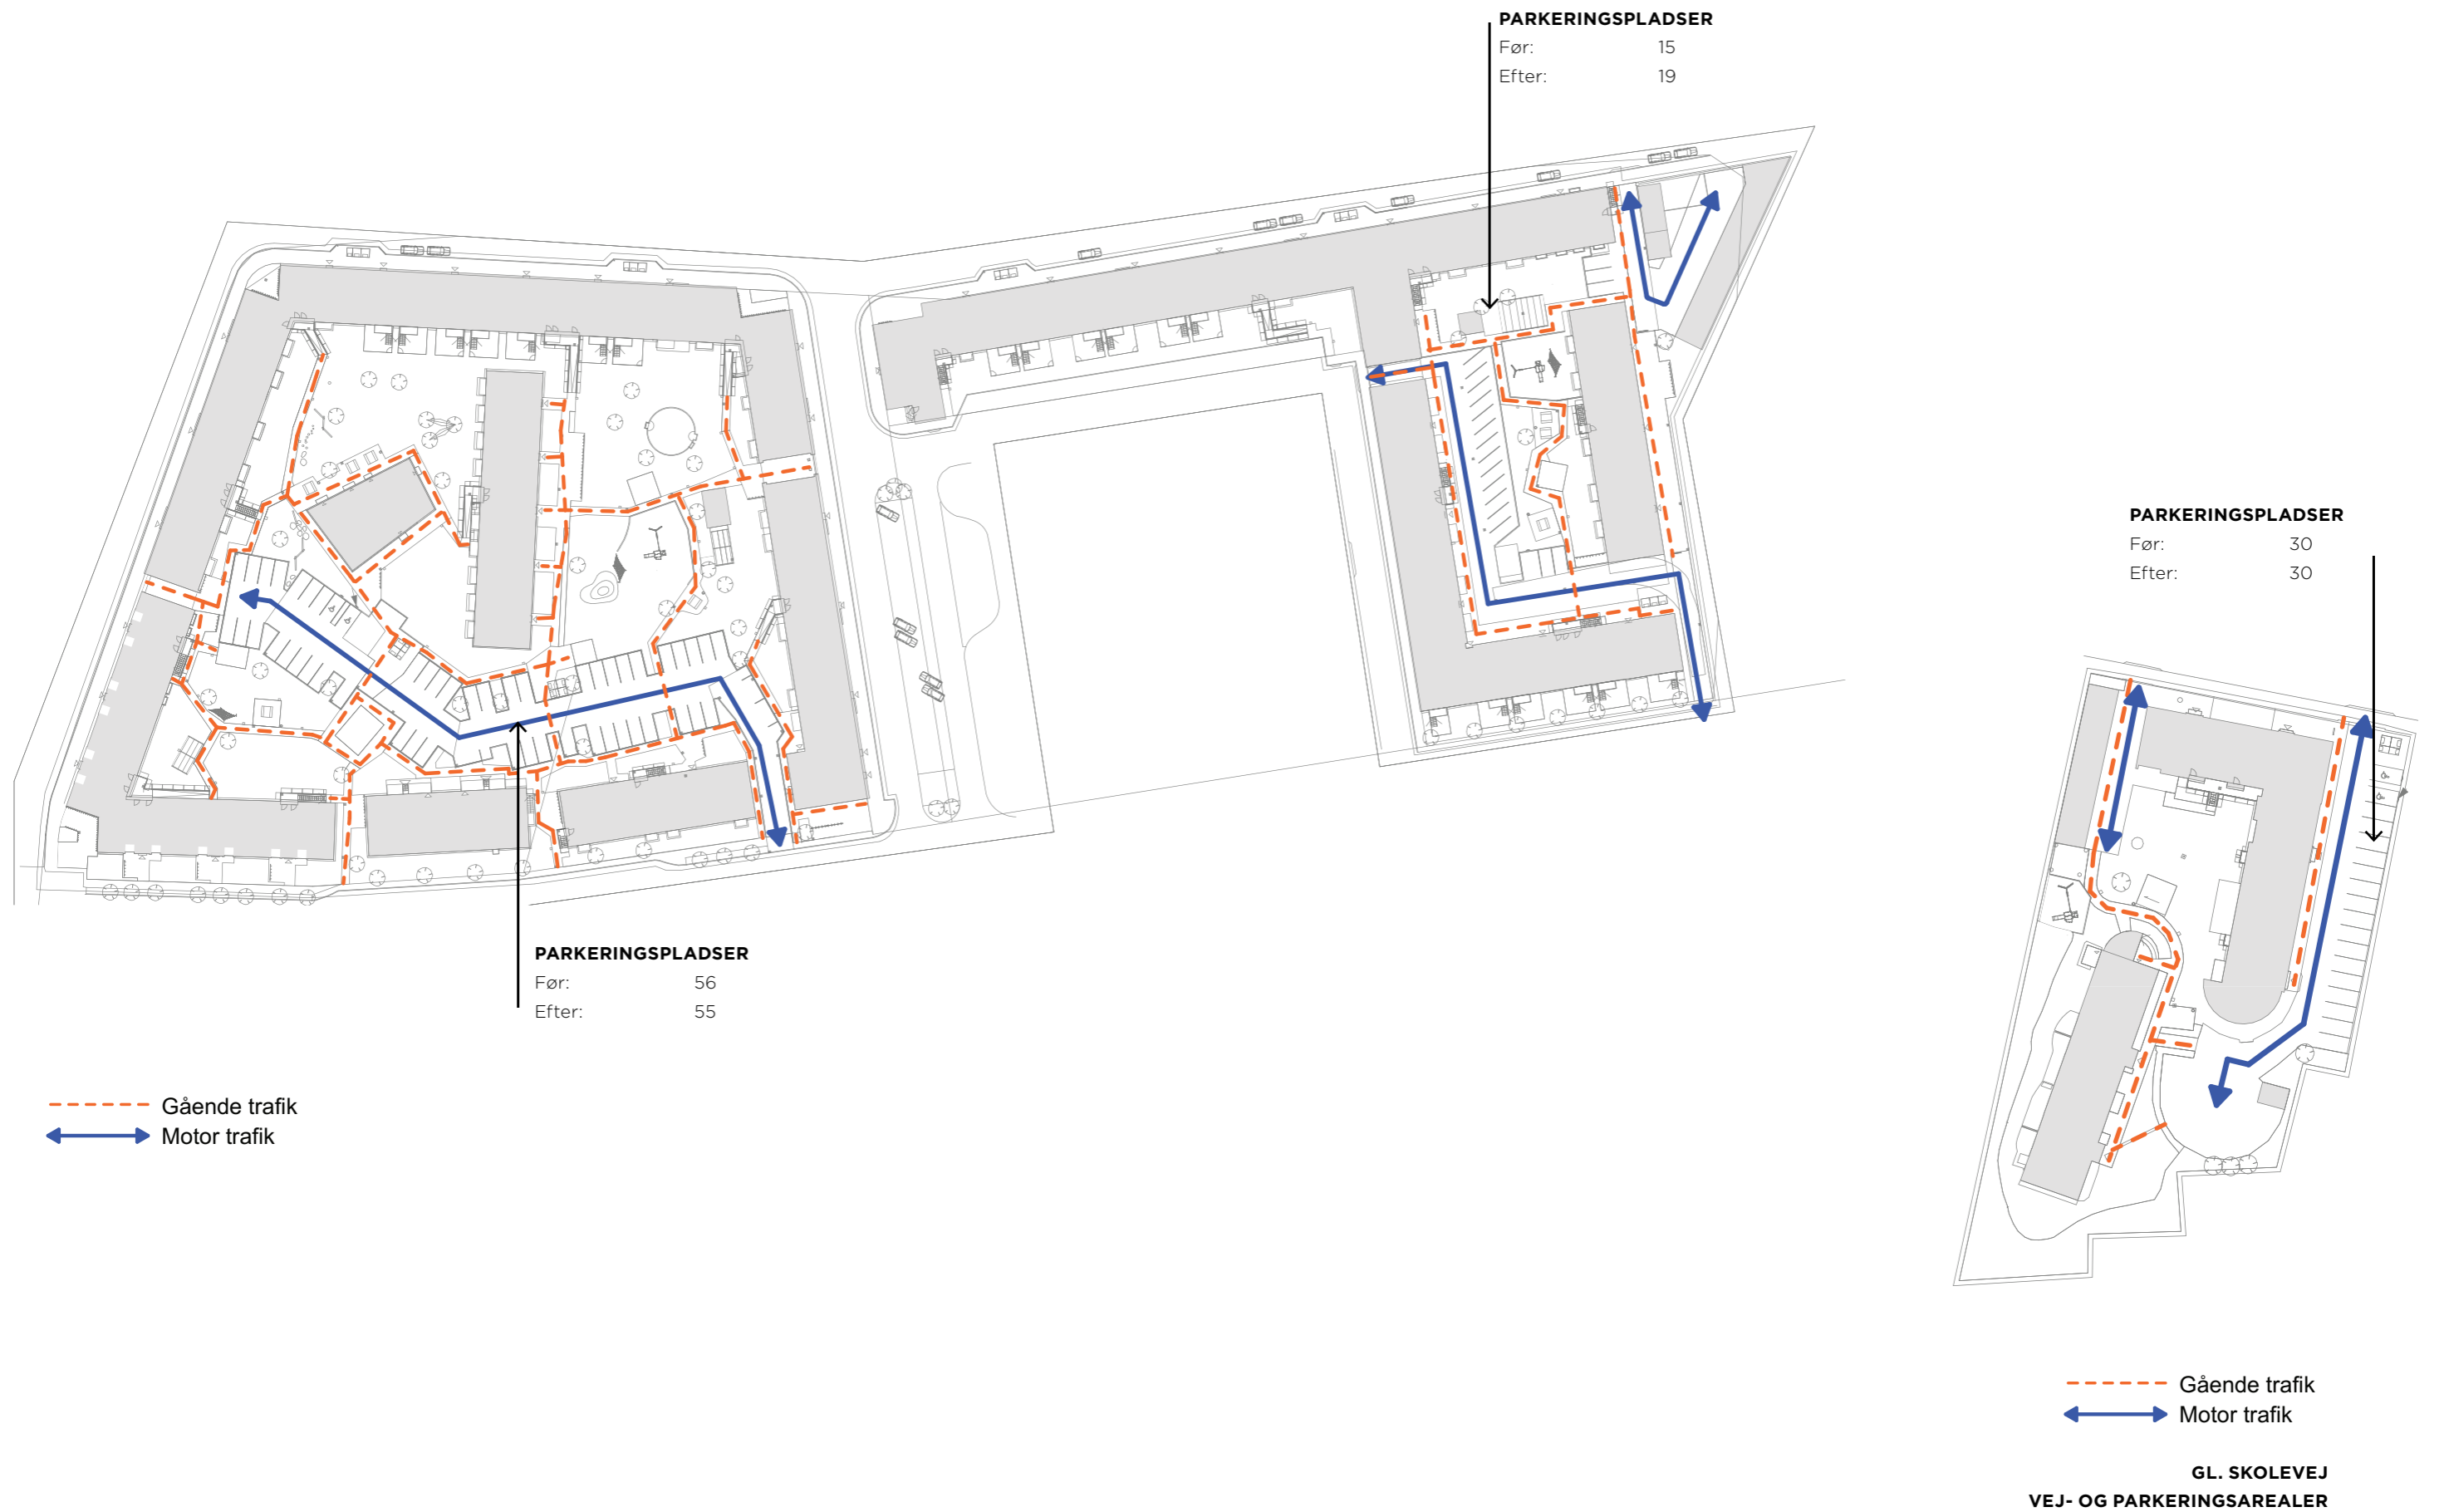 PARKERINGSPLADSER
Før: 15
Efter: 19
PARKERINGSPLADSER
Før: 30
Efter: 30
PARKERINGSPLADSER
Før: 56
Efter: 55
Gående trafik
Motor trafik
Gående trafik
Motor trafik
GL. SKOLEVEJ
VEJ- OG PARKERINGSAREALER